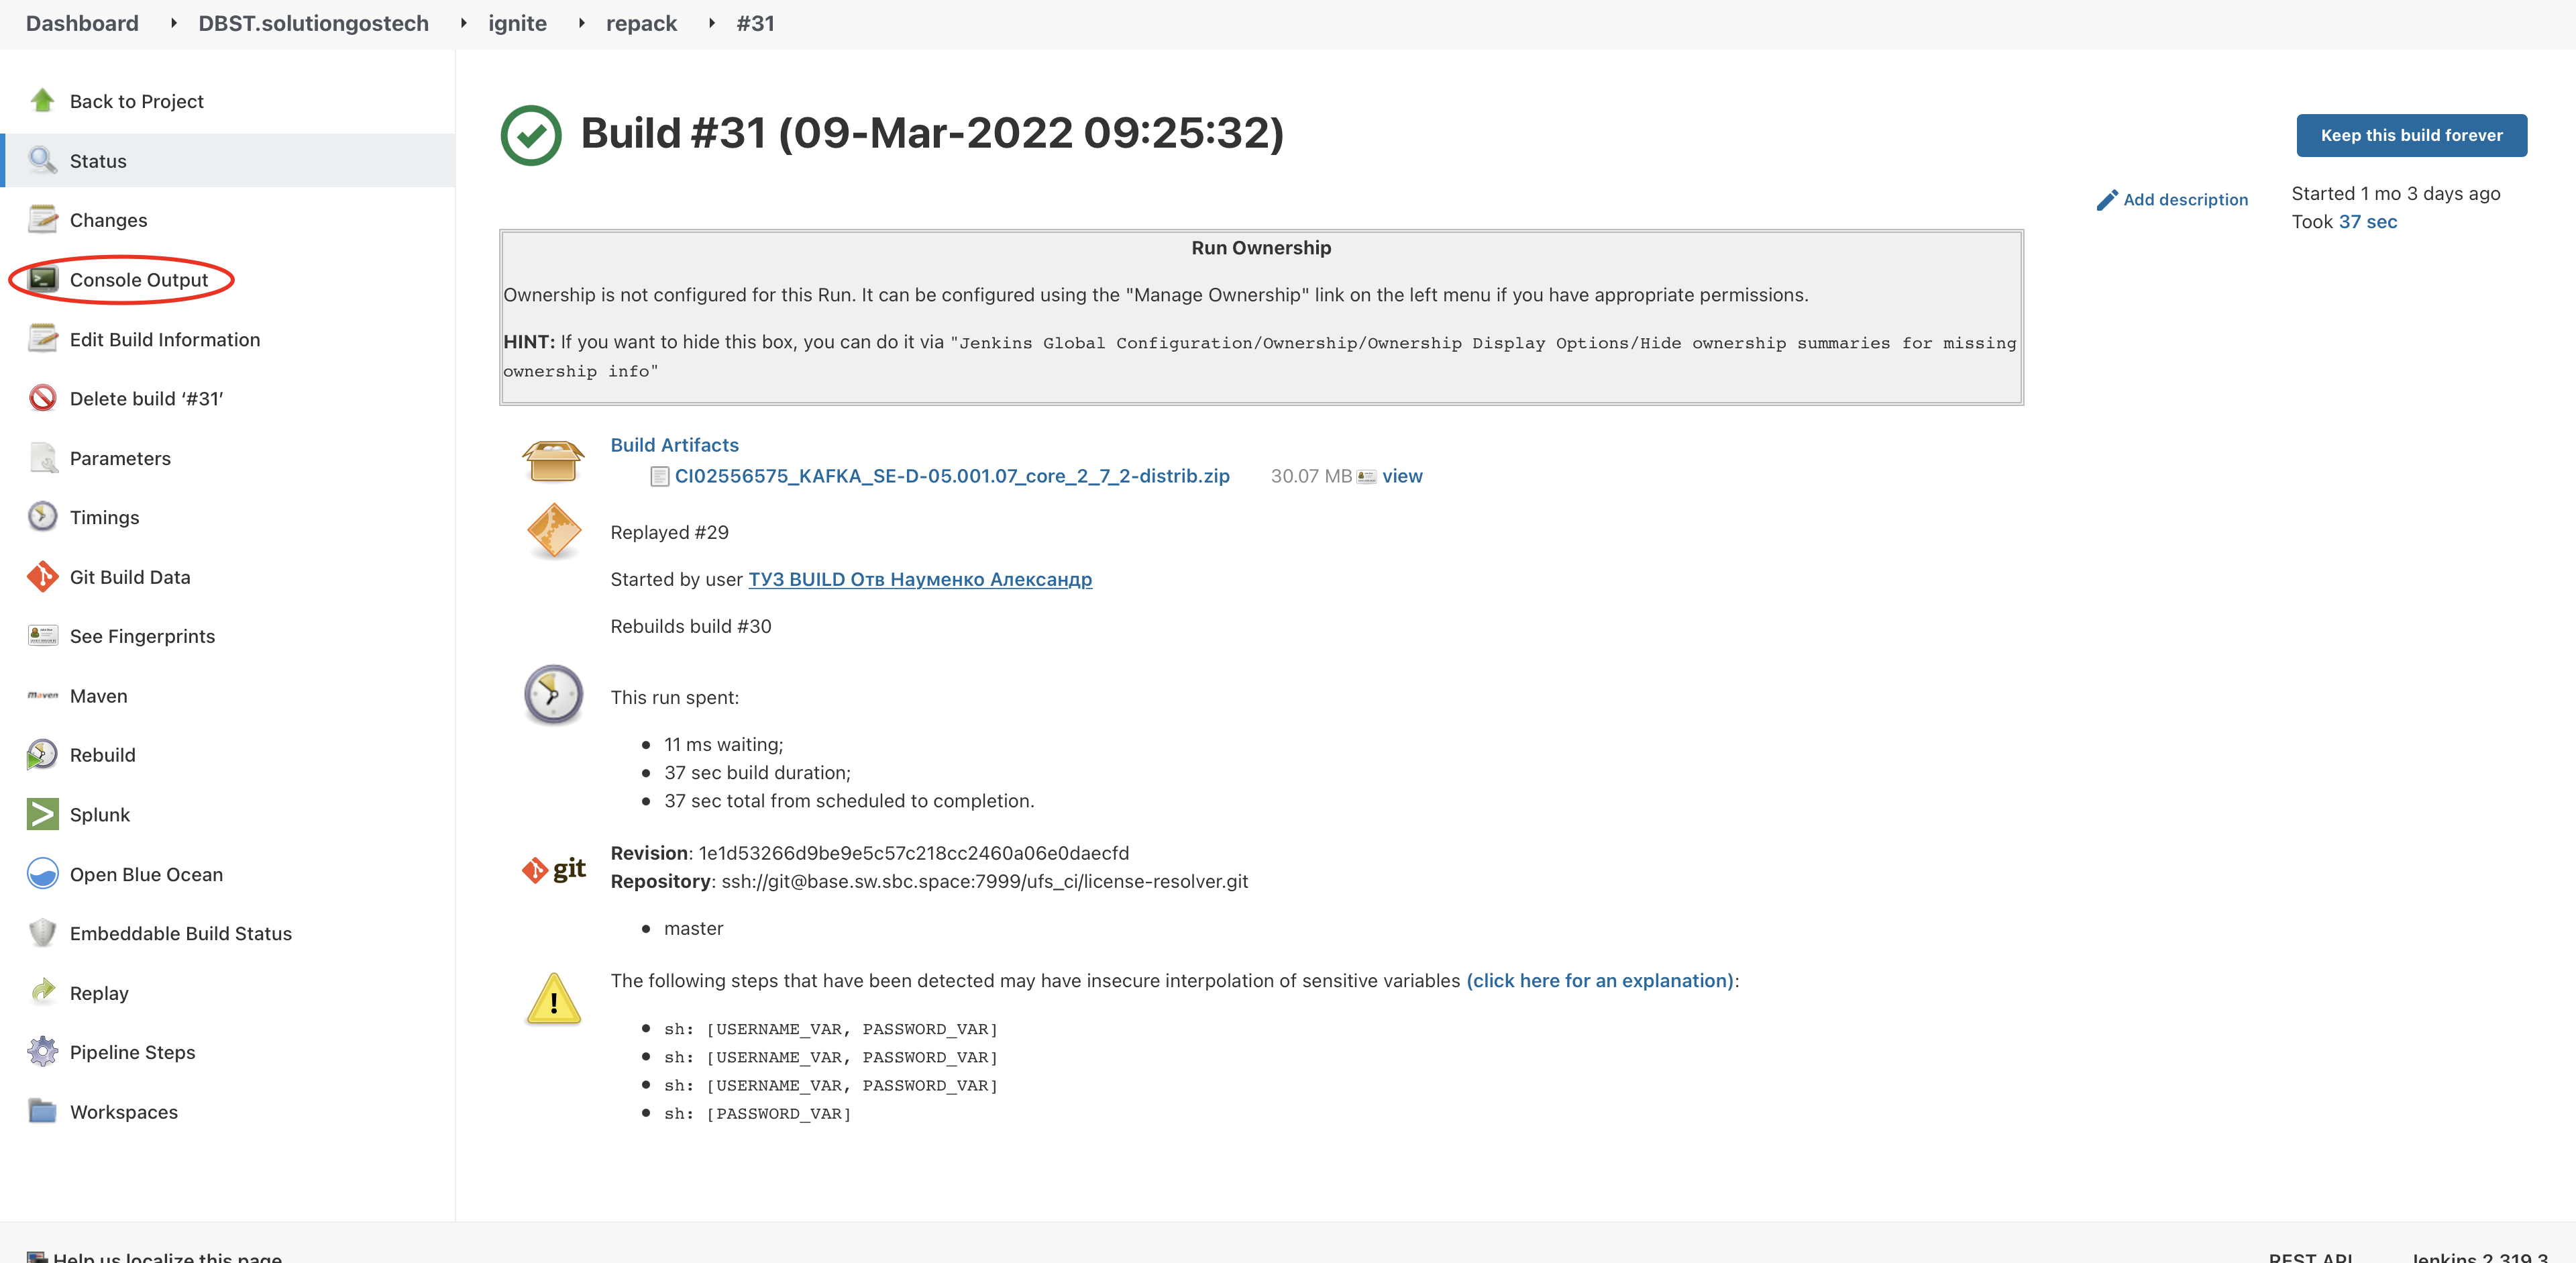 Dashboard DBST.solutiongostech ignite repack #31
Back to Project
Status
Changes
Console Output
Edit Build Information
Delete build ‘#31’
Parameters
Timings
Git Build Data
See Fingerprints
Maven
Rebuild
Splunk
Open Blue Ocean
Embeddable Build Status
Replay
Pipeline Steps
Workspaces
Build #31 (09-Mar-2022 09:25:32)
Keep this build forever
Add description
Started 1 mo 3 days ago
Took 37 sec
Run Ownership
Ownership is not configured for this Run. It can be configured using the "Manage Ownership" link on the left menu if you have appropriate permissions.
HINT: If you want to hide this box, you can do it via "Jenkins Global Configuration/Ownership/Ownership Display Options/Hide ownership summaries for missing
ownership info"
Build Artifacts
CI02556575_KAFKA_SE-D-05.001.07_core_2_7_2-distrib.zip 30.07 MB view
Replayed #29
Started by user ТУЗ BUILD Отв Науменко Александр
Rebuilds build #30
This run spent:
11 ms waiting;
37 sec build duration;
37 sec total from scheduled to completion.
git
Revision: 1e1d53266d9be9e5c57c218cc2460a06e0daecfd
Repository: ssh://git@base.sw.sbc.space:7999/ufs_ci/license-resolver.git
master
The following steps that have been detected may have insecure interpolation of sensitive variables (click here for an explanation):
sh: [USERNAME_VAR, PASSWORD_VAR]
sh: [USERNAME_VAR, PASSWORD_VAR]
sh: [USERNAME_VAR, PASSWORD_VAR]
sh: [PASSWORD_VAR]
Help us localize this page
REST API Jenkins 2.319.3